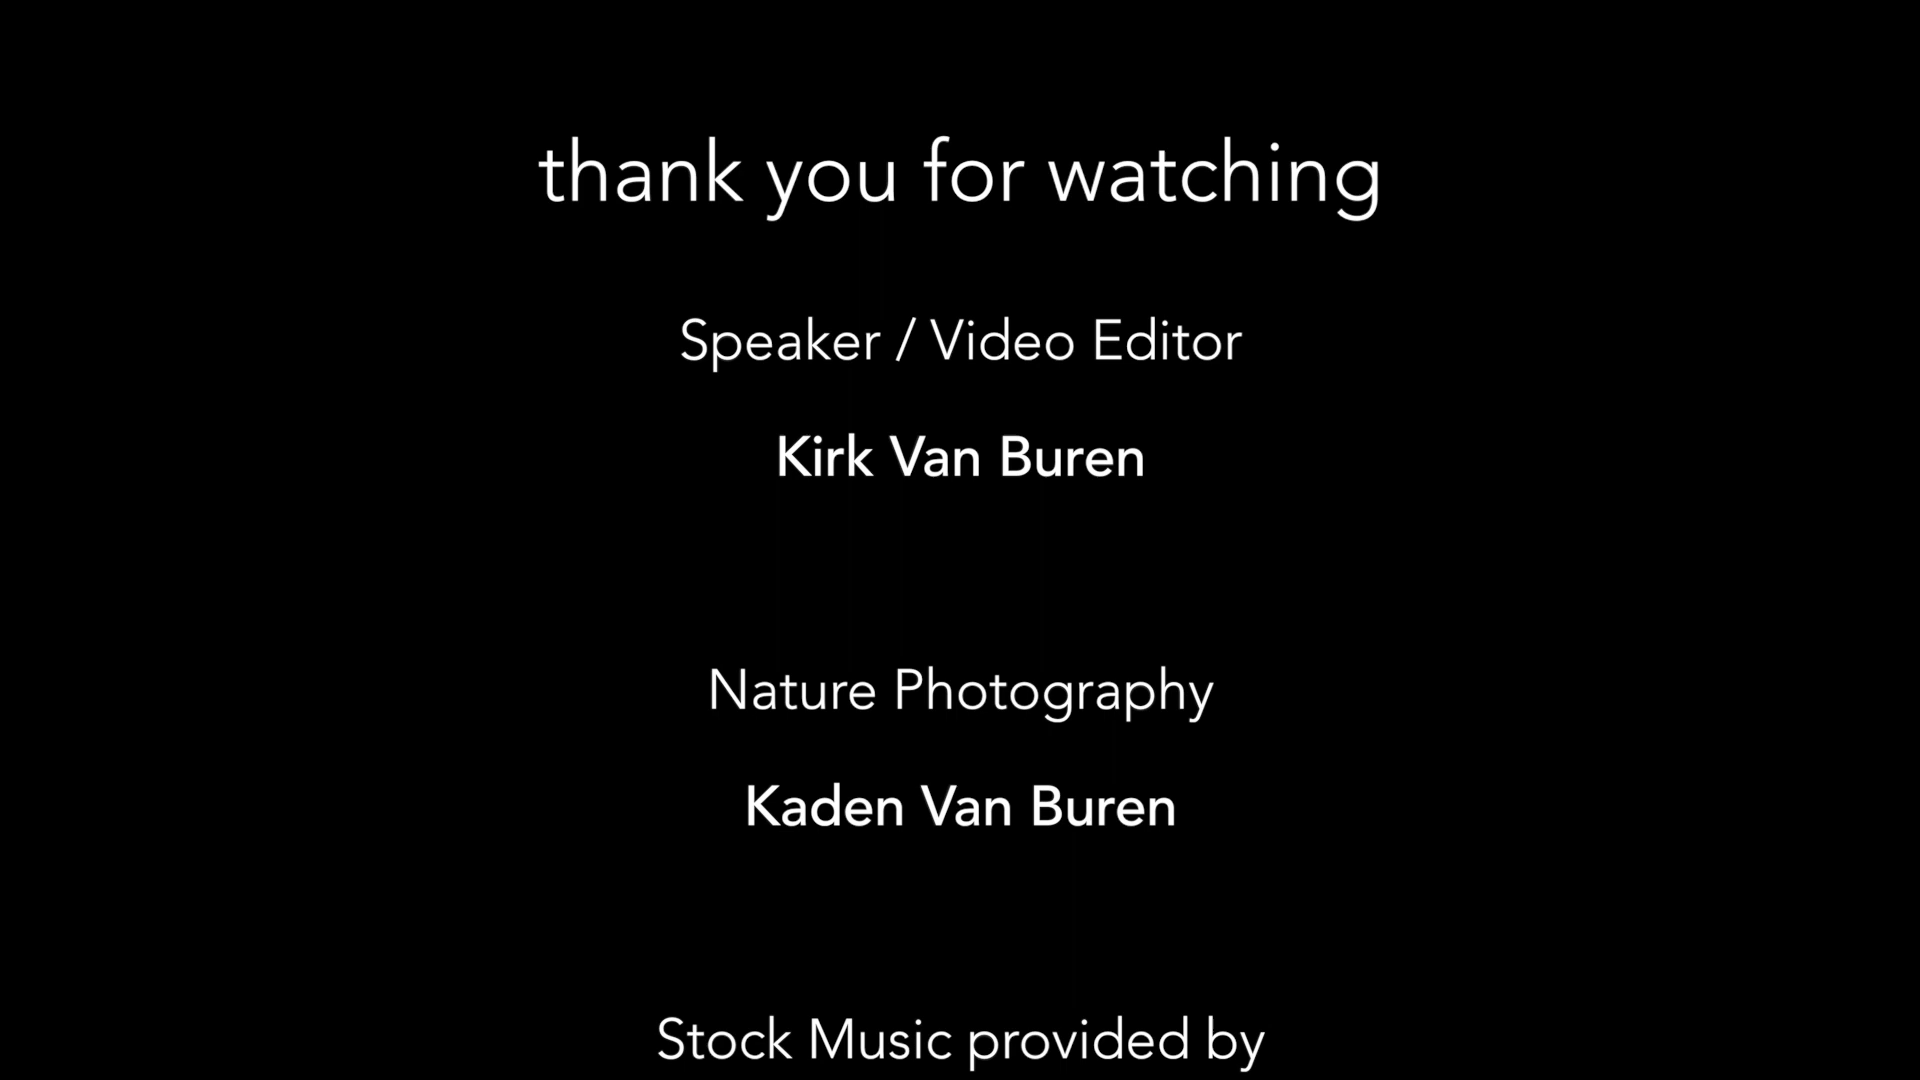 thank you for watching
Speaker / Video Editor
Kirk Van Buren
Nature Photography
Kaden Van Buren
Stock Music provided by